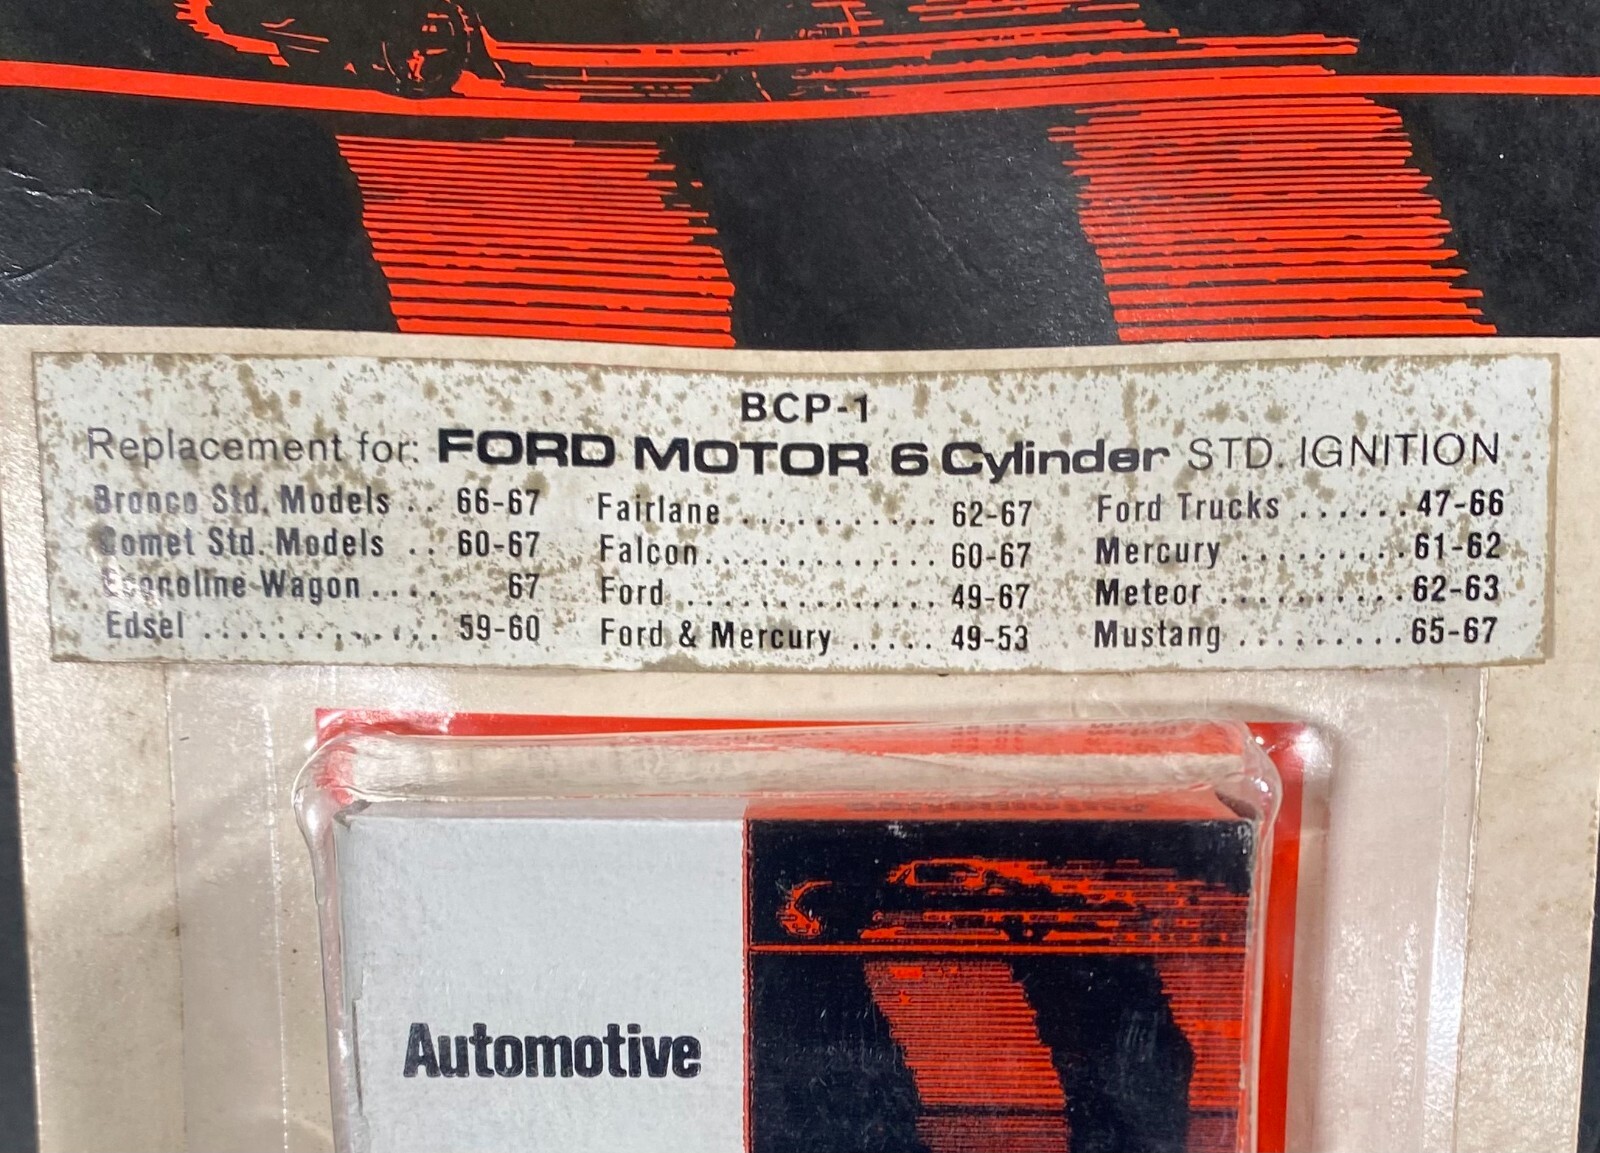 BCP-1
Replacement for: FORD MOTOR 6 Cylinder STD. IGNITION
Bronco Std. Models .. 66-67
Comet Std. Models .. 60-67
Econoline Wagon .... 67
Edsel ............. 59-60
Fairlane ........... 62-67
Falcon ............. 60-67
Ford .............. 49-67
Ford & Mercury ..... 49-53
Ford Trucks ...... 47-66
Mercury ......... 61-62
Meteor .......... 62-63
Mustang ......... 65-67
Automotive